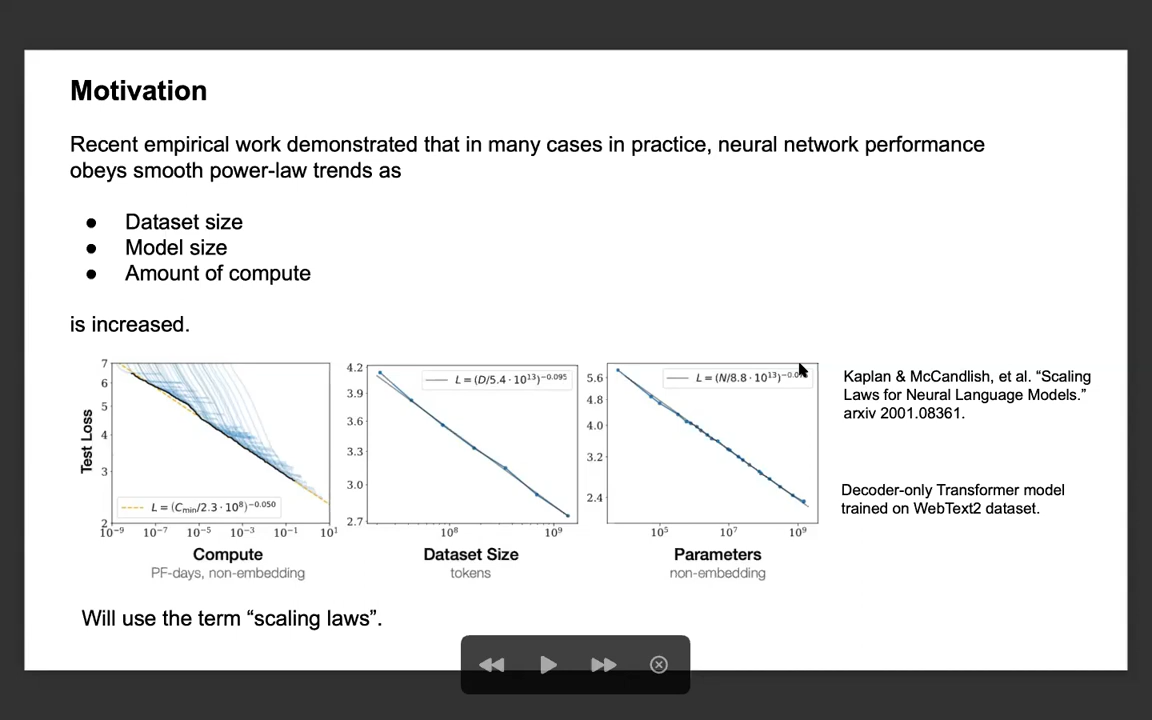 Motivation
Recent empirical work demonstrated that in many cases in practice, neural network performance
obeys smooth power-law trends as
● Dataset size
● Model size
● Amount of compute
is increased.
Test Loss
7
6
5
4
3
2
10⁻⁹ 10⁻⁷ 10⁻⁵ 10⁻³ 10⁻¹ 10¹
L = (Cmin/2.3 · 10⁸)⁻⁰·⁰⁵⁰
Compute
PF-days, non-embedding
4.2
3.9
3.6
3.3
3.0
2.7
10⁸ 10⁹
L = (D/5.4 · 10¹³)⁻⁰·⁰⁹⁵
Dataset Size
tokens
5.6
4.8
4.0
3.2
2.4
10⁵ 10⁷ 10⁹
L = (N/8.8 · 10¹³)⁻⁰·⁰
Parameters
non-embedding
Kaplan & McCandlish, et al. “Scaling
Laws for Neural Language Models.”
arxiv 2001.08361.
Decoder-only Transformer model
trained on WebText2 dataset.
Will use the term “scaling laws”.